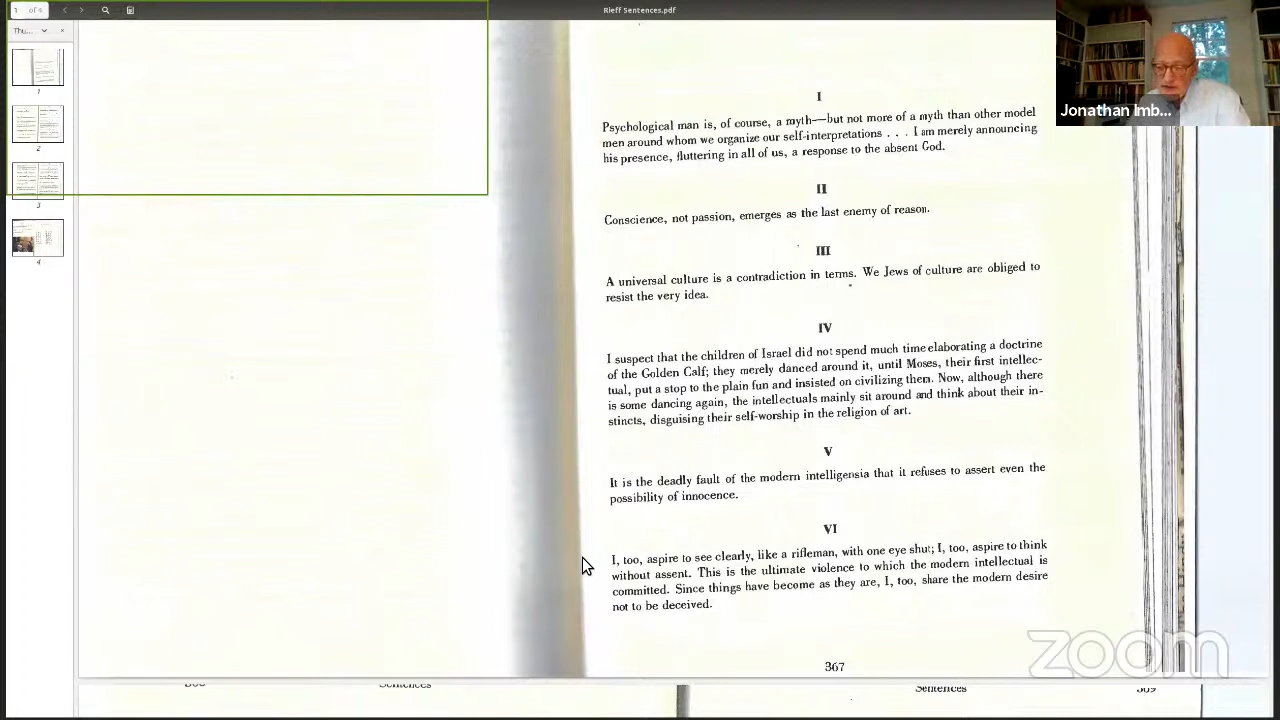 1 of 4
Rieff Sentences.pdf
Thu...
1
2
3
4
Jonathan Imb...
I
Psychological man is, of course, a myth—but not more of a myth than other model
men around whom we organize our self-interpretations . . . I am merely announcing
his presence, fluttering in all of us, a response to the absent God.
II
Conscience, not passion, emerges as the last enemy of reason.
III
A universal culture is a contradiction in terms. We Jews of culture are obliged to
resist the very idea.
IV
I suspect that the children of Israel did not spend much time elaborating a doctrine
of the Golden Calf; they merely danced around it, until Moses, their first intellec-
tual, put a stop to the plain fun and insisted on civilizing them. Now, although there
is some dancing again, the intellectuals mainly sit around and think about their in-
stincts, disguising their self-worship in the religion of art.
V
It is the deadly fault of the modern intelligensia that it refuses to assert even the
possibility of innocence.
VI
I, too, aspire to see clearly, like a rifleman, with one eye shut; I, too, aspire to think
without assent. This is the ultimate violence to which the modern intellectual is
committed. Since things have become as they are, I, too, share the modern desire
not to be deceived.
367
zoom
Sentences
Sentences